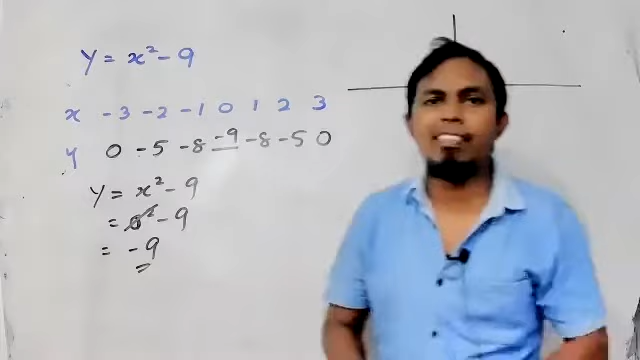 y = x² - 9
x -3 -2 -1 0 1 2 3
y 0 -5 -8 -9 -8 -5 0
y = x² - 9
= 0² - 9
= -9